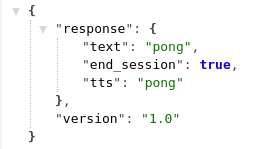 {
"response": {
"text": "pong",
"end_session": true,
"tts": "pong"
},
"version": "1.0"
}